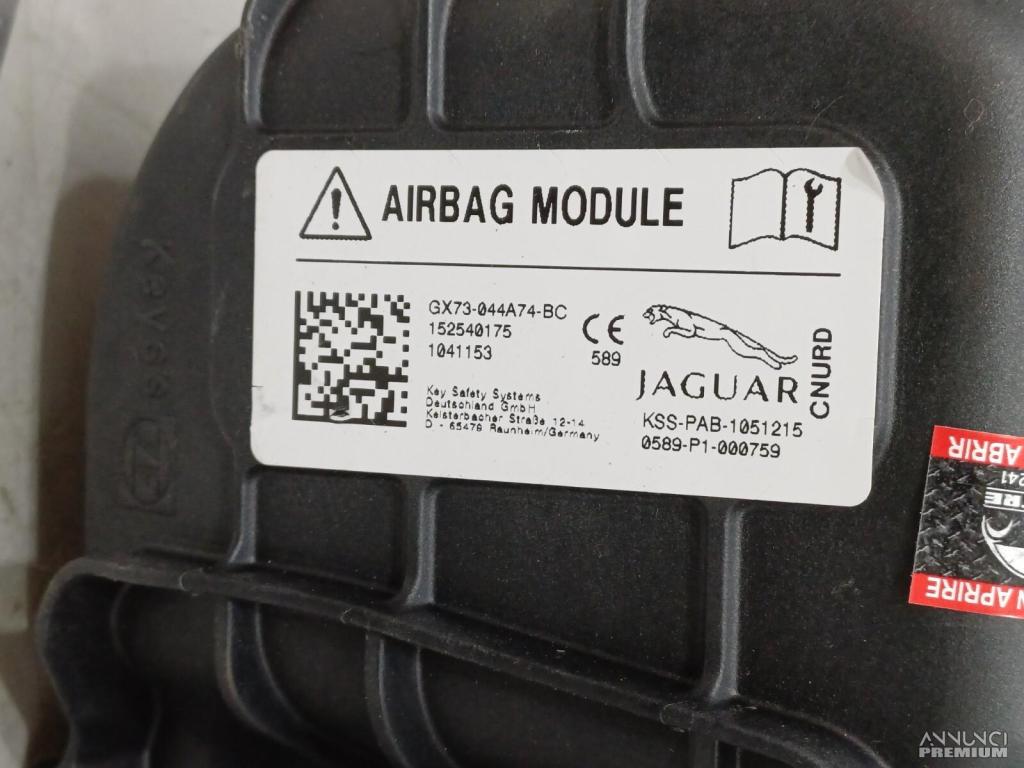 AIRBAG MODULE
GX73-044A74-BC
152540175
1041153
CE
589
JAGUAR
CNURD
Key Safety Systems
Deutschland GmbH
Kelsterbacher Straße 12-14
D - 65479 Raunheim/Germany
KSS-PAB-1051215
0589-P1-000759
ABRIR
241
APRIRE
ANNUNCI
PREMIUM